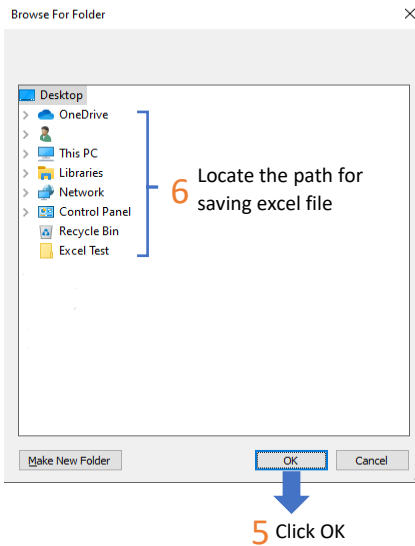 Browse For Folder
Desktop
OneDrive
This PC
Libraries
Network
Control Panel
Recycle Bin
Excel Test
6 Locate the path for
saving excel file
Make New Folder
OK
Cancel
5 Click OK